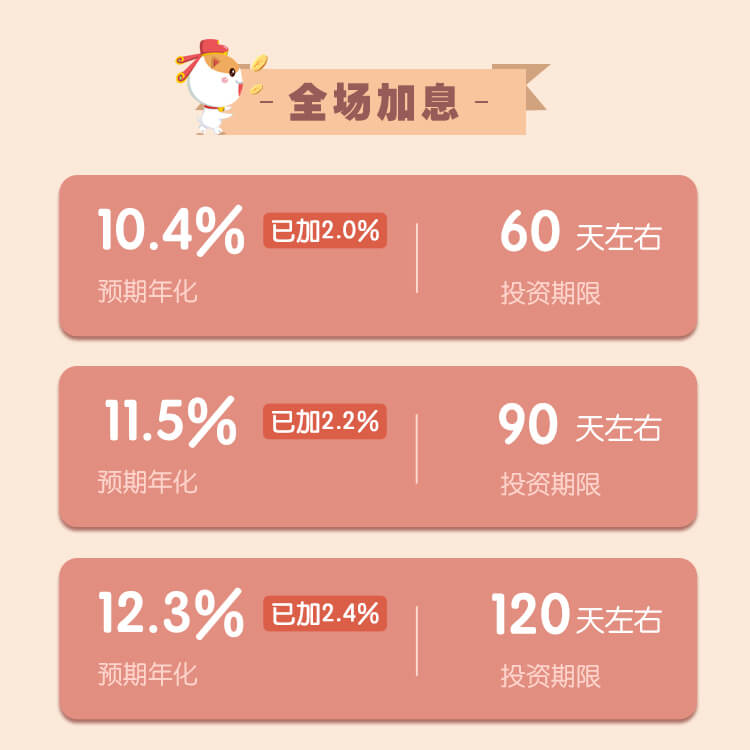 - 全场加息 -
10.4% 已加2.0% 60 天左右
预期年化 投资期限
11.5% 已加2.2% 90 天左右
预期年化 投资期限
12.3% 已加2.4% 120 天左右
预期年化 投资期限